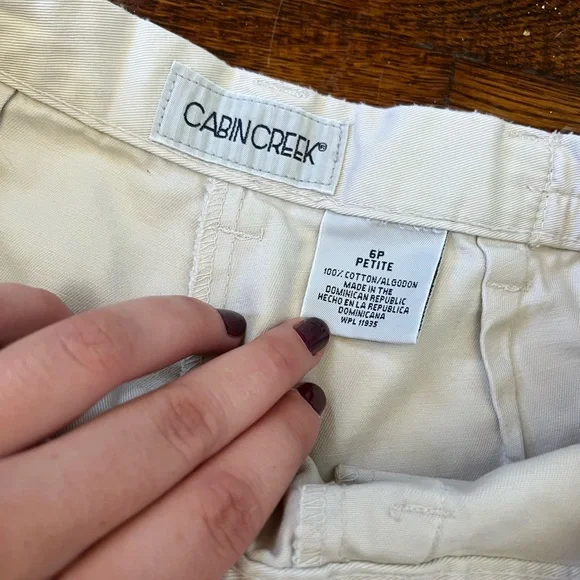 CABIN CREEK®
6P
PETITE
100% COTTON/ALGODON
MADE IN THE
DOMINICAN REPUBLIC
HECHO EN LA REPUBLICA
DOMINICANA
WPL 11935